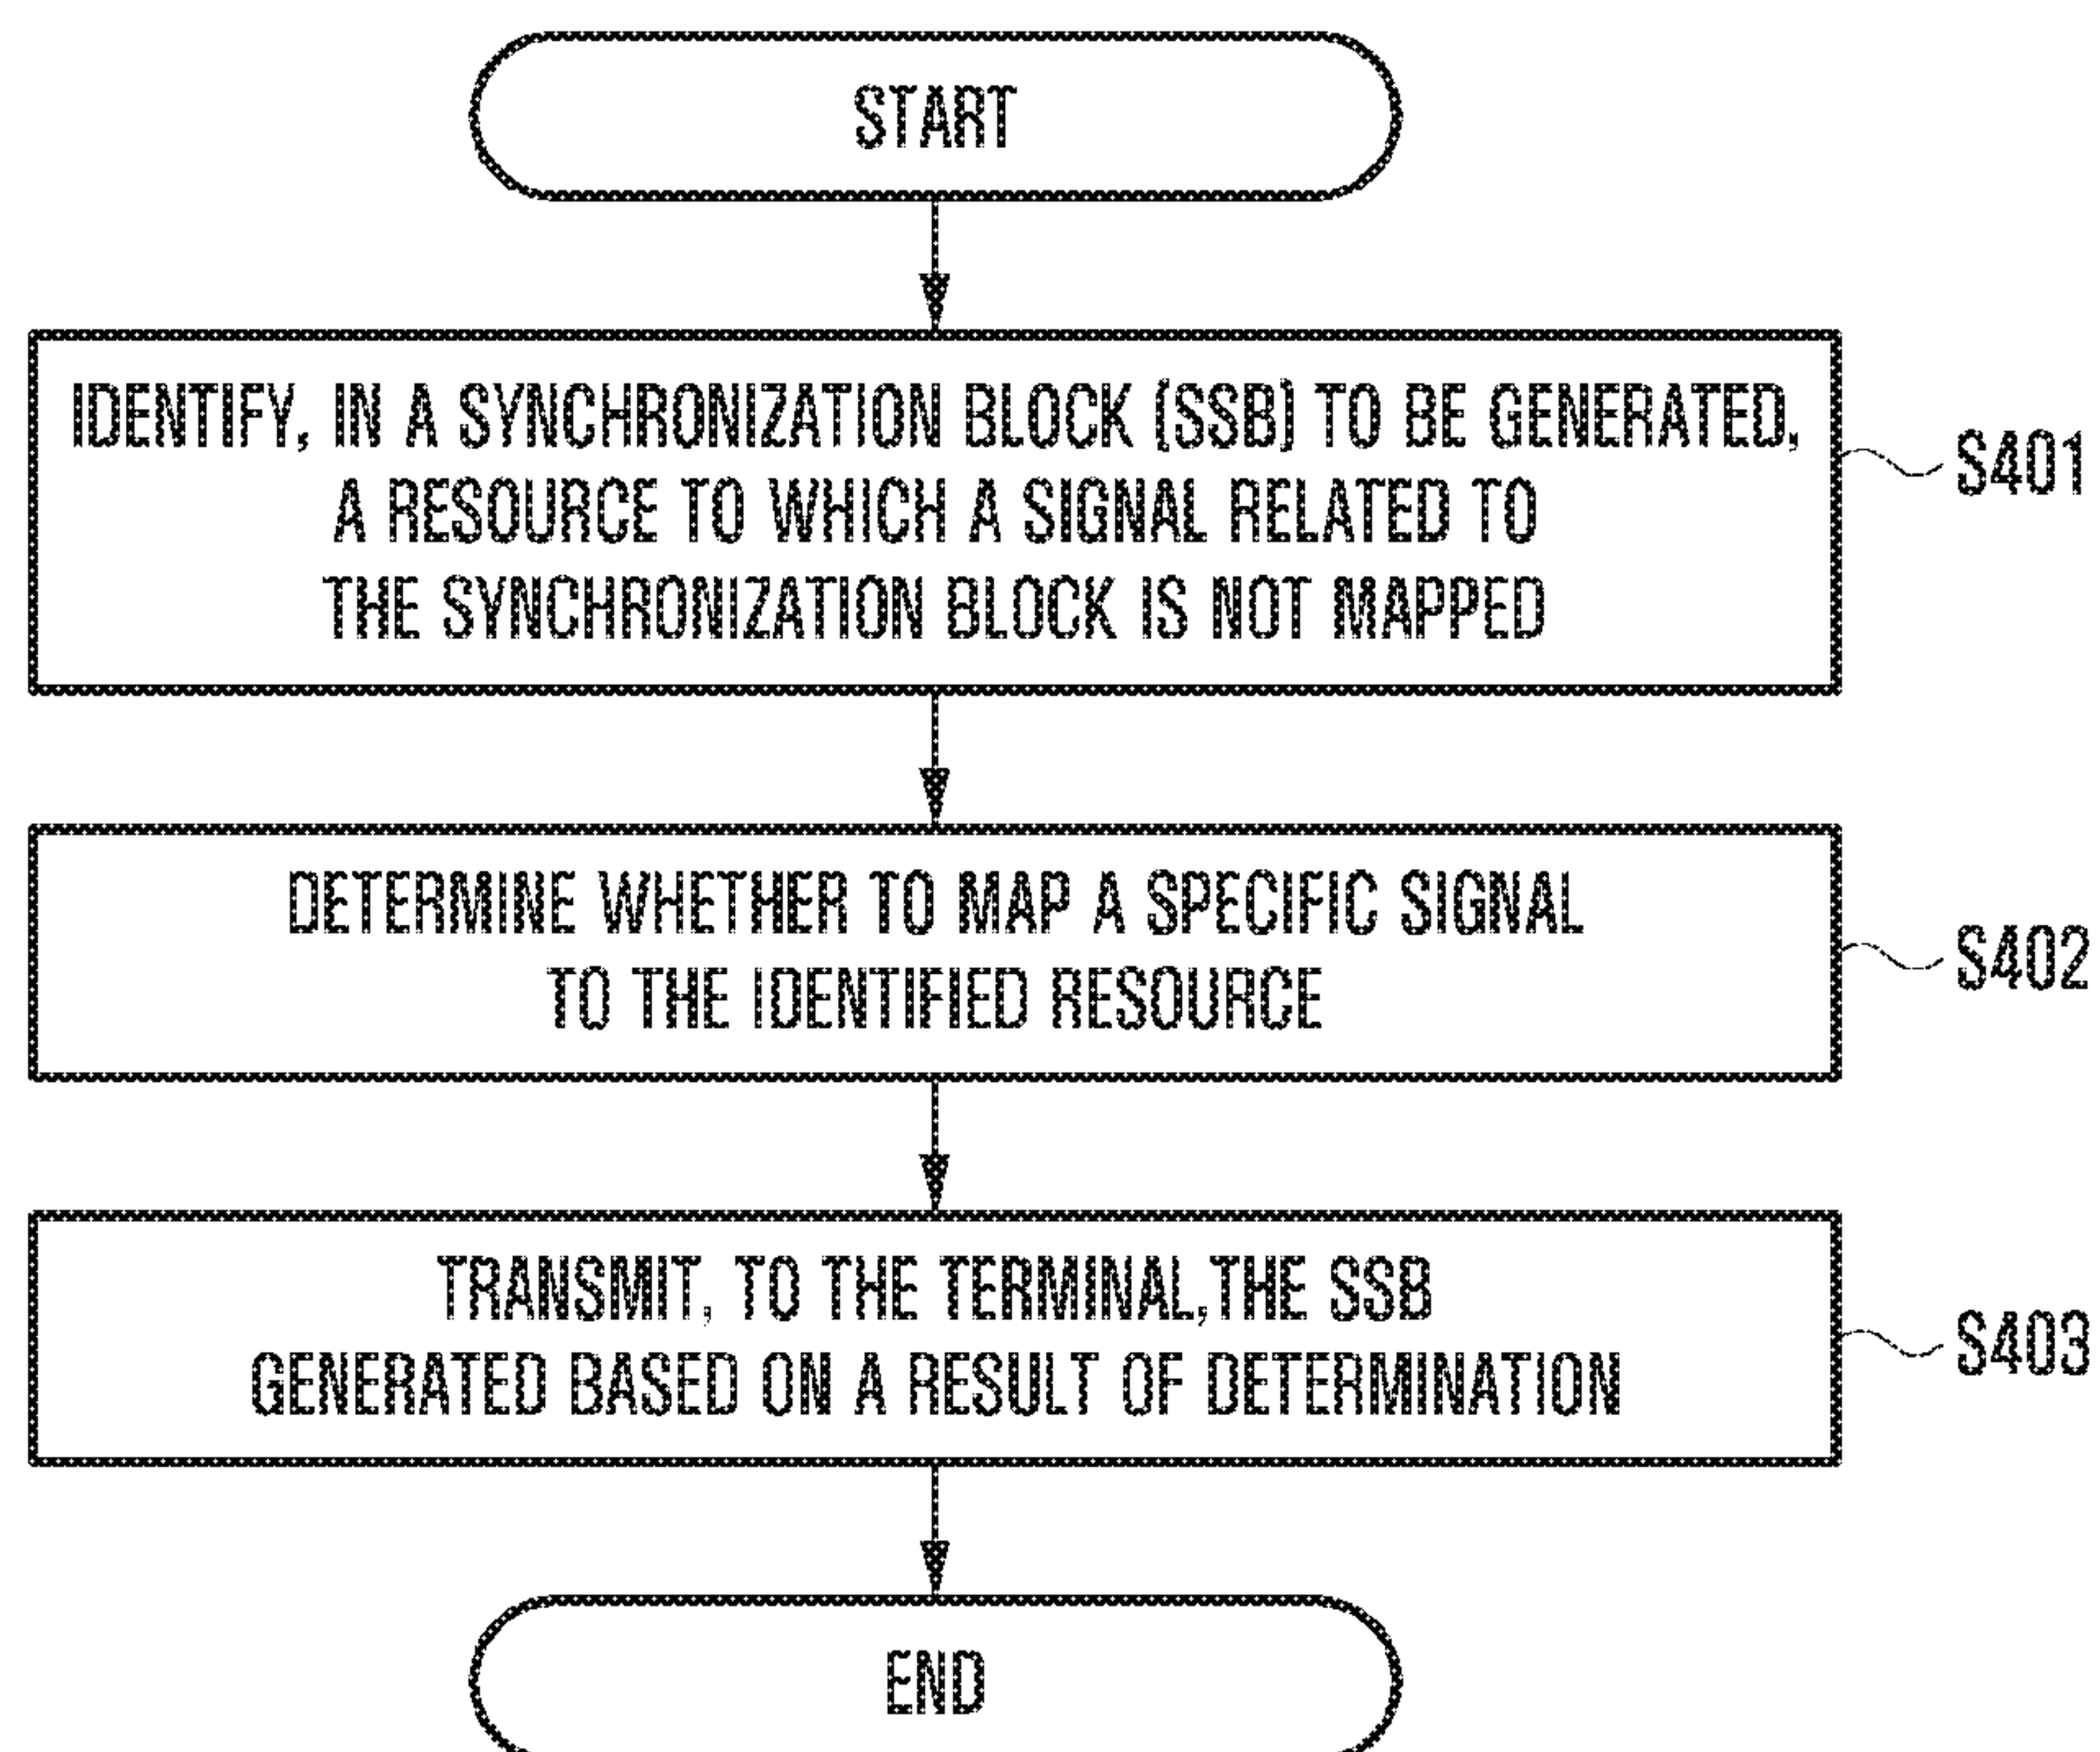 START
IDENTIFY, IN A SYNCHRONIZATION BLOCK (SSB) TO BE GENERATED,
A RESOURCE TO WHICH A SIGNAL RELATED TO
THE SYNCHRONIZATION BLOCK IS NOT MAPPED
S401
DETERMINE WHETHER TO MAP A SPECIFIC SIGNAL
TO THE IDENTIFIED RESOURCE
S402
TRANSMIT, TO THE TERMINAL,THE SSB
GENERATED BASED ON A RESULT OF DETERMINATION
S403
END